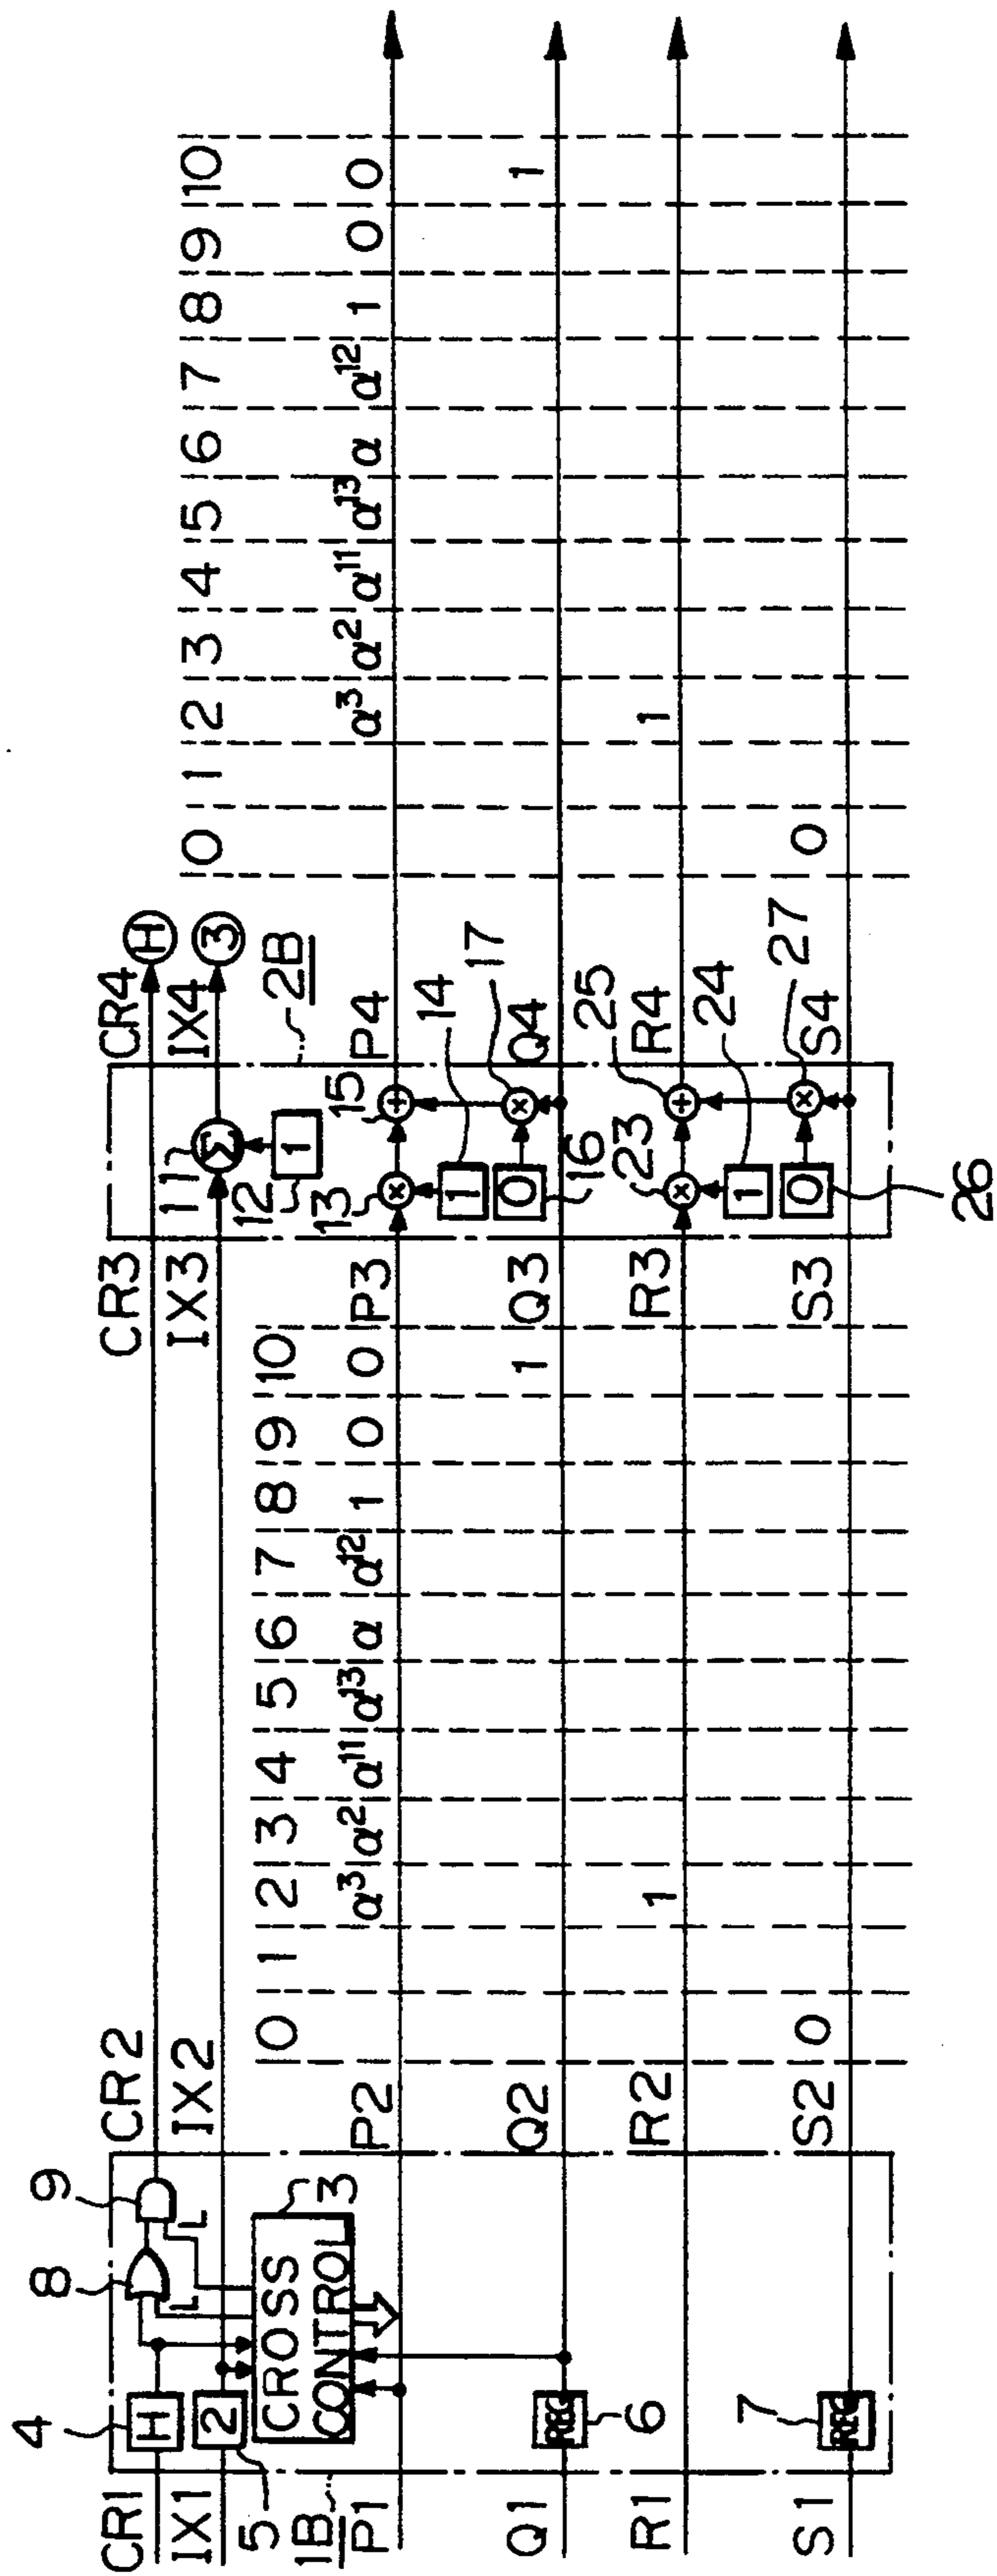 CR1 4 H 8 9 CR2 CR3 CR4 H
IX1 5 2 L L IX2 IX3 11 Σ IX4 3
1B CROSS CONTROL 3 12 1 2B
0 1 2 3 4 5 6 7 8 9 10
0 1 2 3 4 5 6 7 8 9 10
P1 P2 α³ α² α¹¹ α¹³ α α¹² 1 0 0 P3 13 × + 15 P4 α³ α² α¹¹ α¹³ α α¹² 1 0 0
1 14
0 16 × 17
Q1 REG 6 Q2 1 Q3 Q4 1
R1 R2 1 R3 23 × + 25 R4 1
1 24
0 26 × 27
S1 7 REG S2 0 S3 S4 0